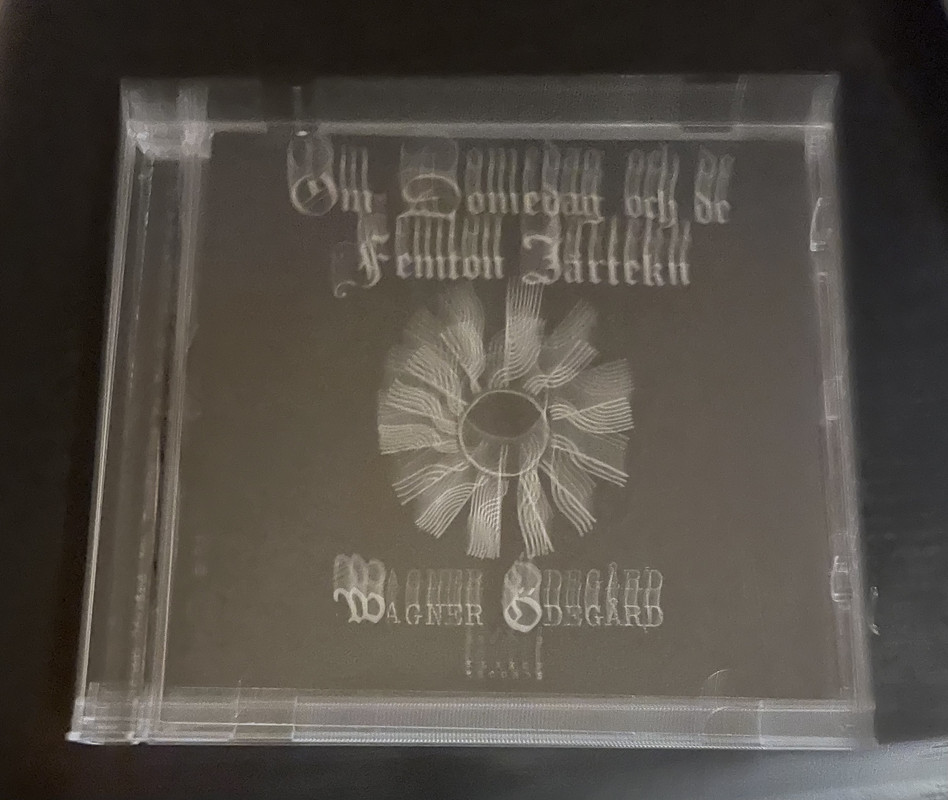 Om Domedag och de
Femton Järtekn
Wagner Ödegård